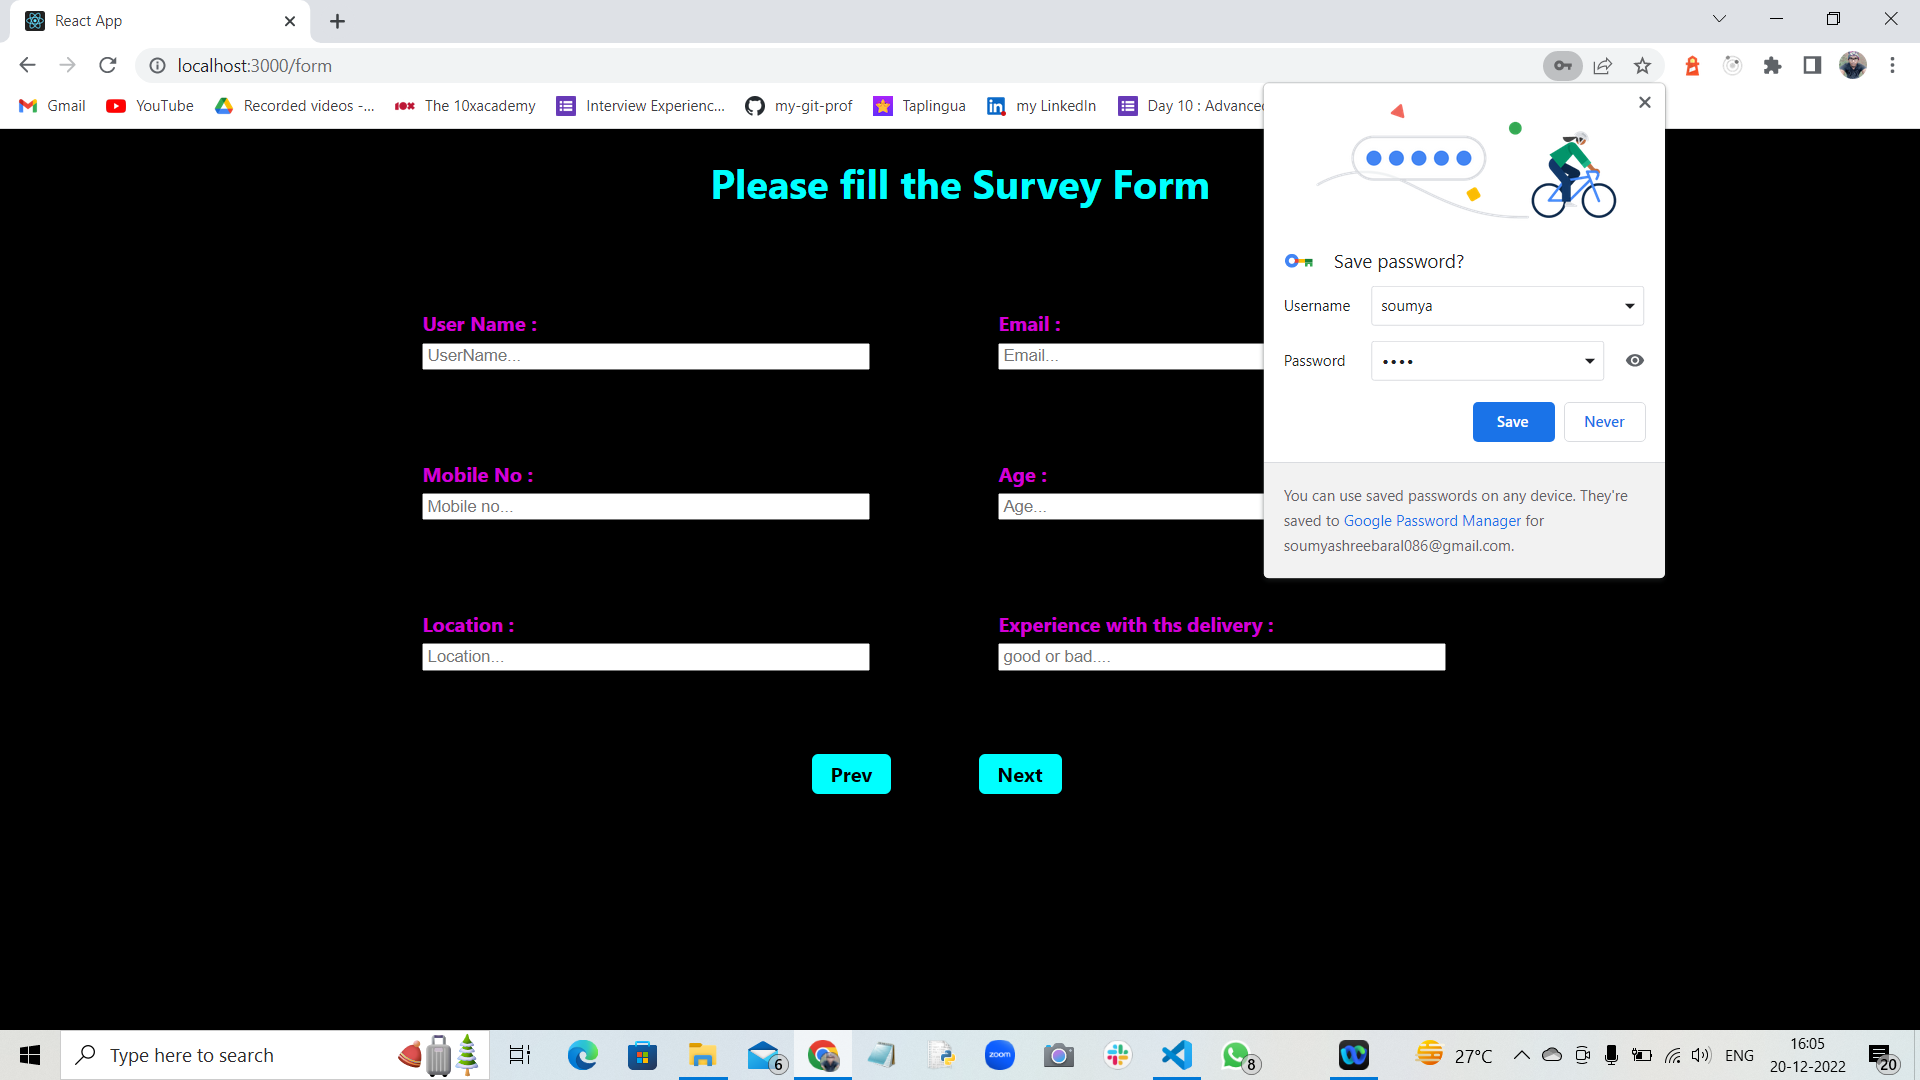 React App
localhost:3000/form
Gmail
YouTube
Recorded videos -...
10x
The 10xacademy
Interview Experienc...
my-git-prof
Taplingua
my LinkedIn
Day 10 : Advanced
Please fill the Survey Form
User Name :
UserName...
Email :
Email...
Mobile No :
Mobile no...
Age :
Age...
Location :
Location...
Experience with ths delivery :
good or bad....
Prev
Next
Save password?
Username
soumya
Password
Save
Never
You can use saved passwords on any device. They're
saved to Google Password Manager for
soumyashreebaral086@gmail.com.
Type here to search
6
zoom
8
27°C
ENG
16:05
20-12-2022
20